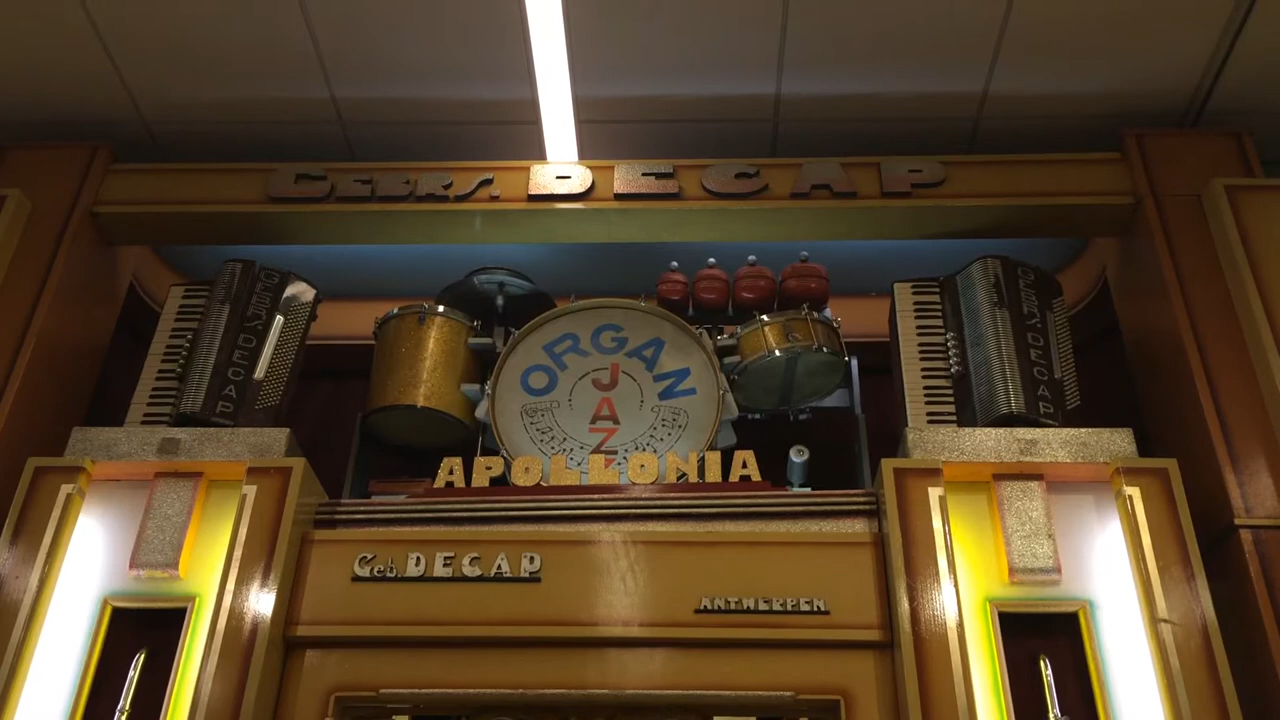 GEBRS. DECAP
GEBRS. DECAP
ORGAN
JAZZ
GEBRS. DECAP
APOLLONIA
Geb. DECAP
ANTWERPEN